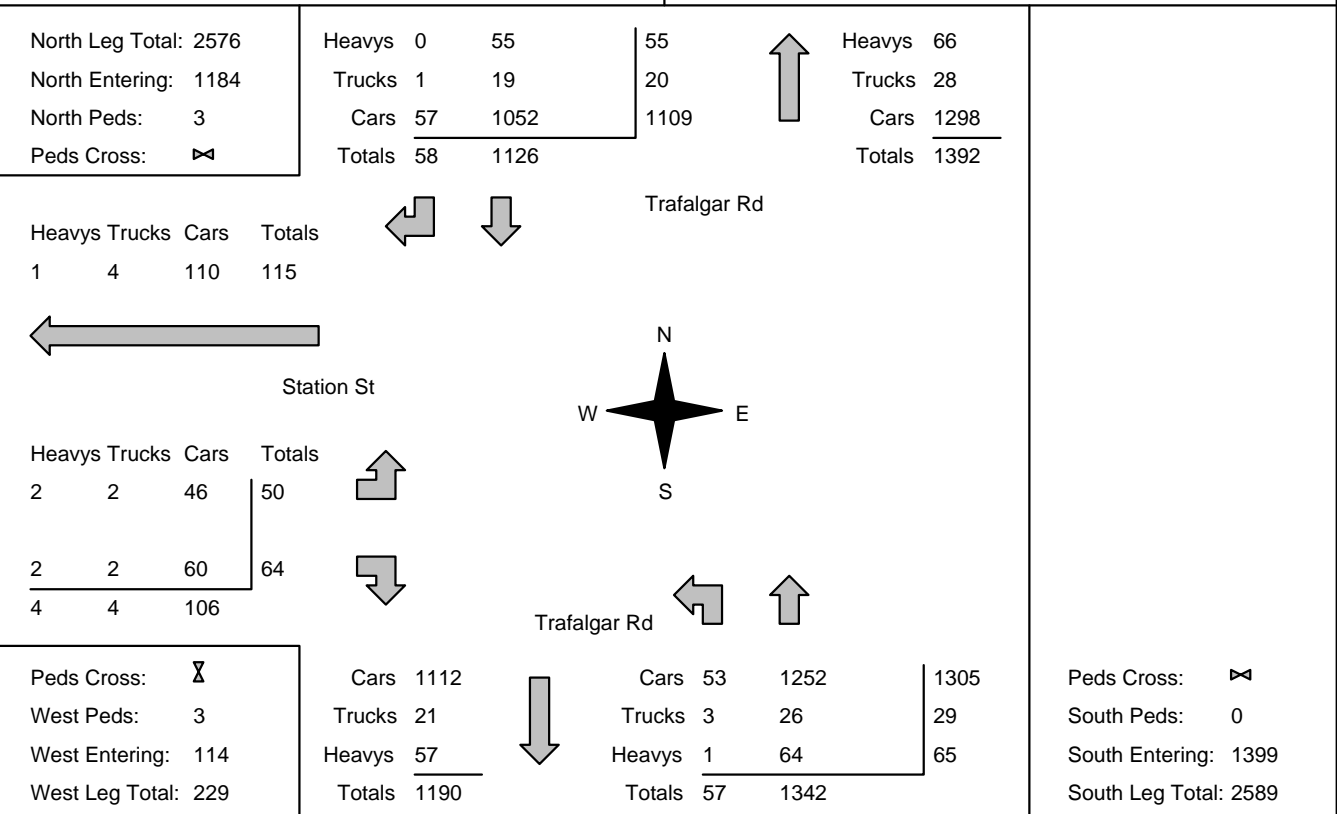 North Leg Total: 2576
North Entering: 1184
North Peds: 3
Peds Cross:
Heavys 0 55 55
Trucks 1 19 20
Cars 57 1052 1109
Totals 58 1126
Heavys 66
Trucks 28
Cars 1298
Totals 1392
Trafalgar Rd
Heavys Trucks Cars Totals
1 4 110 115
Station St
N
W E
S
Heavys Trucks Cars Totals
2 2 46 50
2 2 60 64
4 4 106
Trafalgar Rd
Peds Cross:
West Peds: 3
West Entering: 114
West Leg Total: 229
Cars 1112
Trucks 21
Heavys 57
Totals 1190
Cars 53 1252 1305
Trucks 3 26 29
Heavys 1 64 65
Totals 57 1342
Peds Cross:
South Peds: 0
South Entering: 1399
South Leg Total: 2589